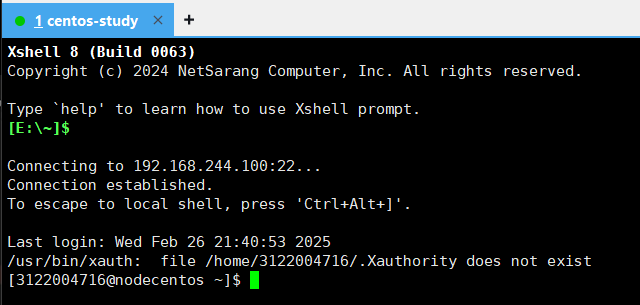 1 centos-study × +
Xshell 8 (Build 0063)
Copyright (c) 2024 NetSarang Computer, Inc. All rights reserved.
Type `help' to learn how to use Xshell prompt.
[E:\~]$
Connecting to 192.168.244.100:22...
Connection established.
To escape to local shell, press 'Ctrl+Alt+]'.
Last login: Wed Feb 26 21:40:53 2025
/usr/bin/xauth:  file /home/3122004716/.Xauthority does not exist
[3122004716@nodecentos ~]$